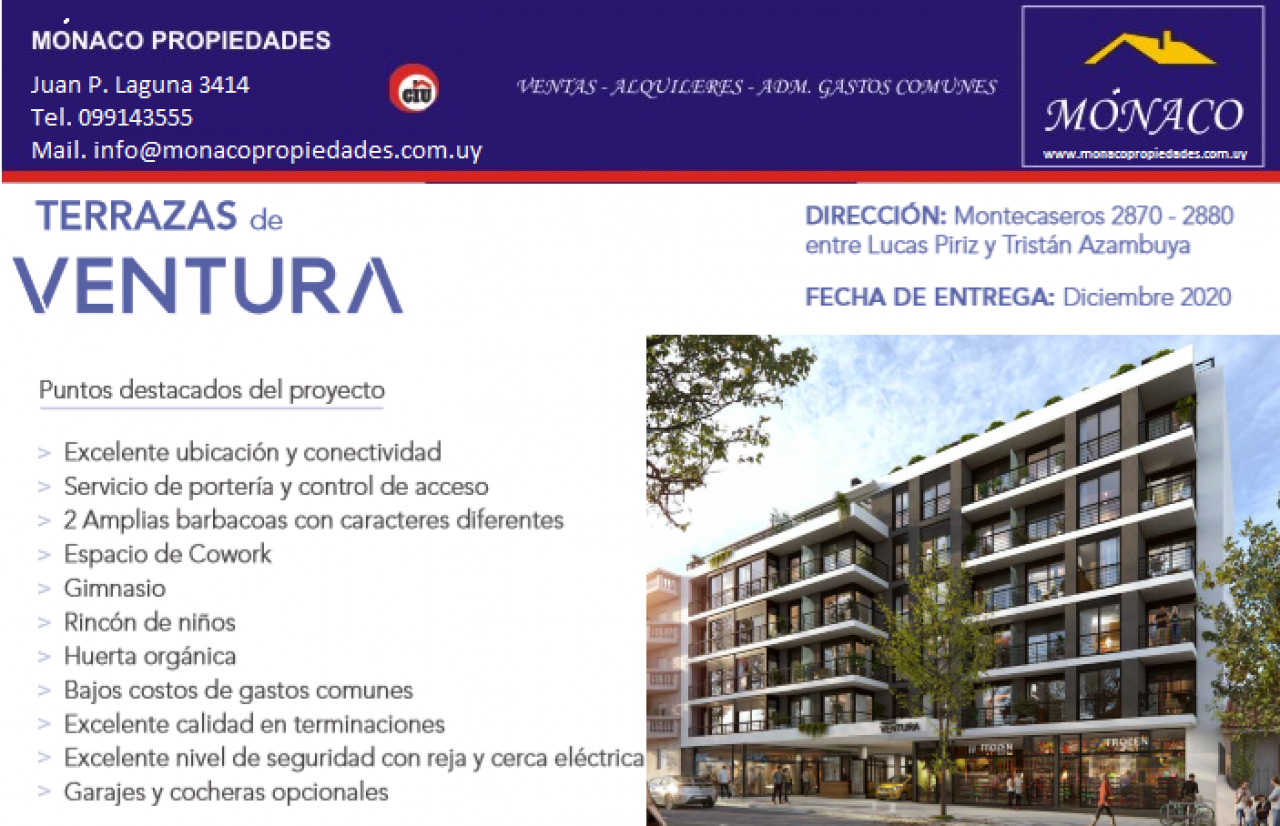 MÓNACO PROPIEDADES
Juan P. Laguna 3414
Tel. 099143555
Mail. info@monacopropiedades.com.uy
CIU
VENTAS - ALQUILERES - ADM. GASTOS COMUNES
MÓNACO
www.monacopropiedades.com.uy
TERRAZAS de
VENTURA
DIRECCIÓN: Montecaseros 2870 - 2880
entre Lucas Piriz y Tristán Azambuya
FECHA DE ENTREGA: Diciembre 2020
Puntos destacados del proyecto
> Excelente ubicación y conectividad
> Servicio de portería y control de acceso
> 2 Amplias barbacoas con caracteres diferentes
> Espacio de Cowork
> Gimnasio
> Rincón de niños
> Huerta orgánica
> Bajos costos de gastos comunes
> Excelente calidad en terminaciones
> Excelente nivel de seguridad con reja y cerca eléctrica
> Garajes y cocheras opcionales
VENTURA
FROZEN
FROZEN